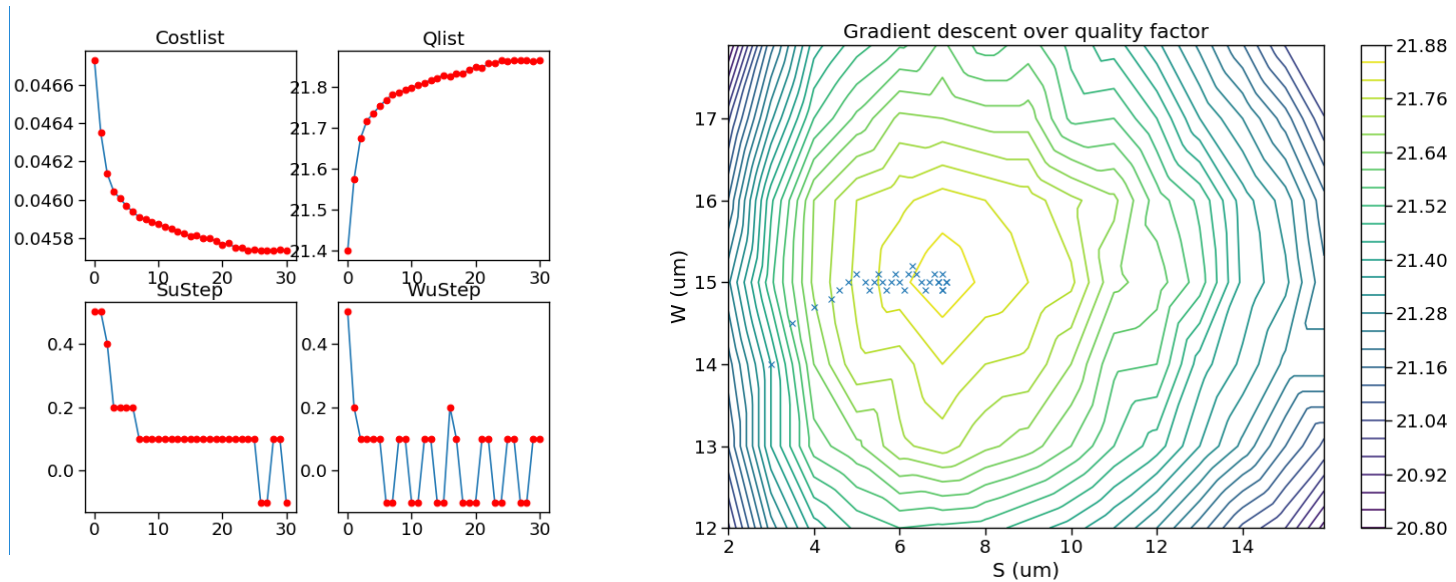 Costlist
0.0466
0.0464
0.0462
0.0460
0.0458
0 10 20 30
Qlist
21.8
21.7
21.6
21.5
21.4
0 10 20 30
SuStep
0.4
0.2
0.0
0 10 20 30
WuStep
0.4
0.2
0.0
0 10 20 30
Gradient descent over quality factor
W (um)
17
16
15
14
13
12
2 4 6 8 10 12 14
S (um)
21.88
21.76
21.64
21.52
21.40
21.28
21.16
21.04
20.92
20.80